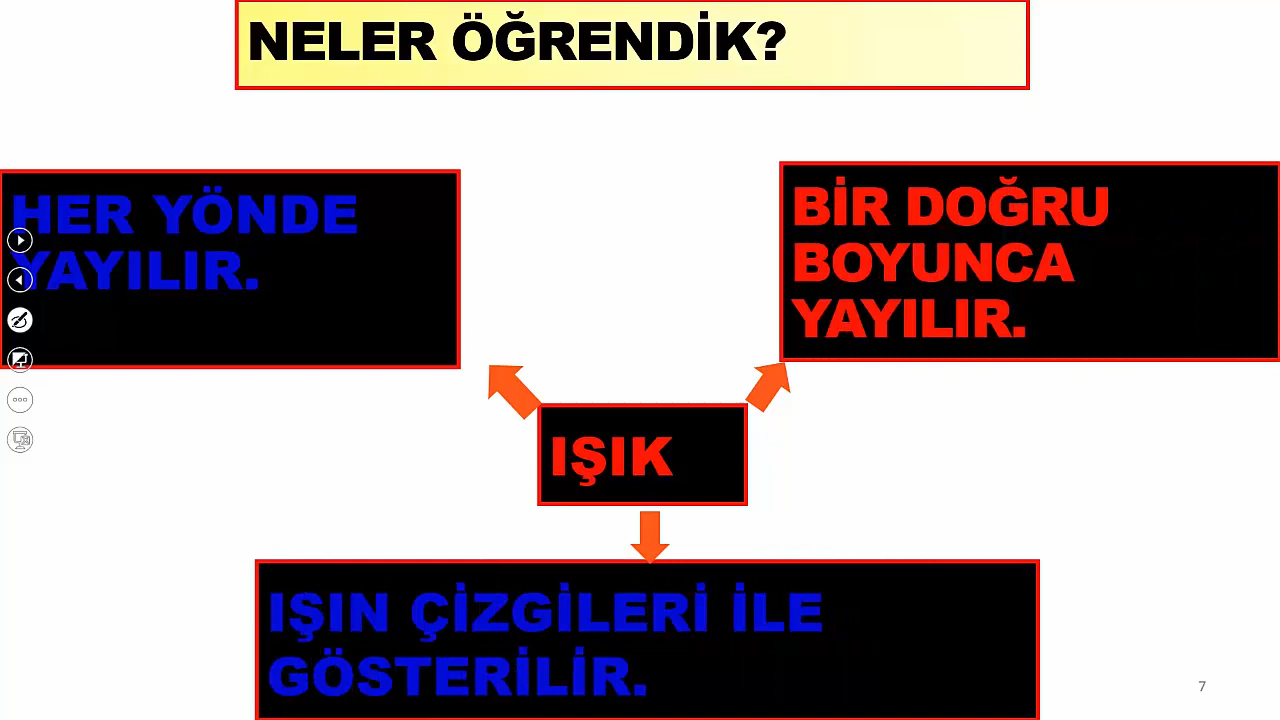 NELER ÖĞRENDİK?
HER YÖNDE
YAYILIR.
BİR DOĞRU
BOYUNCA
YAYILIR.
IŞIK
IŞIN ÇİZGİLERİ İLE
GÖSTERİLİR.
7